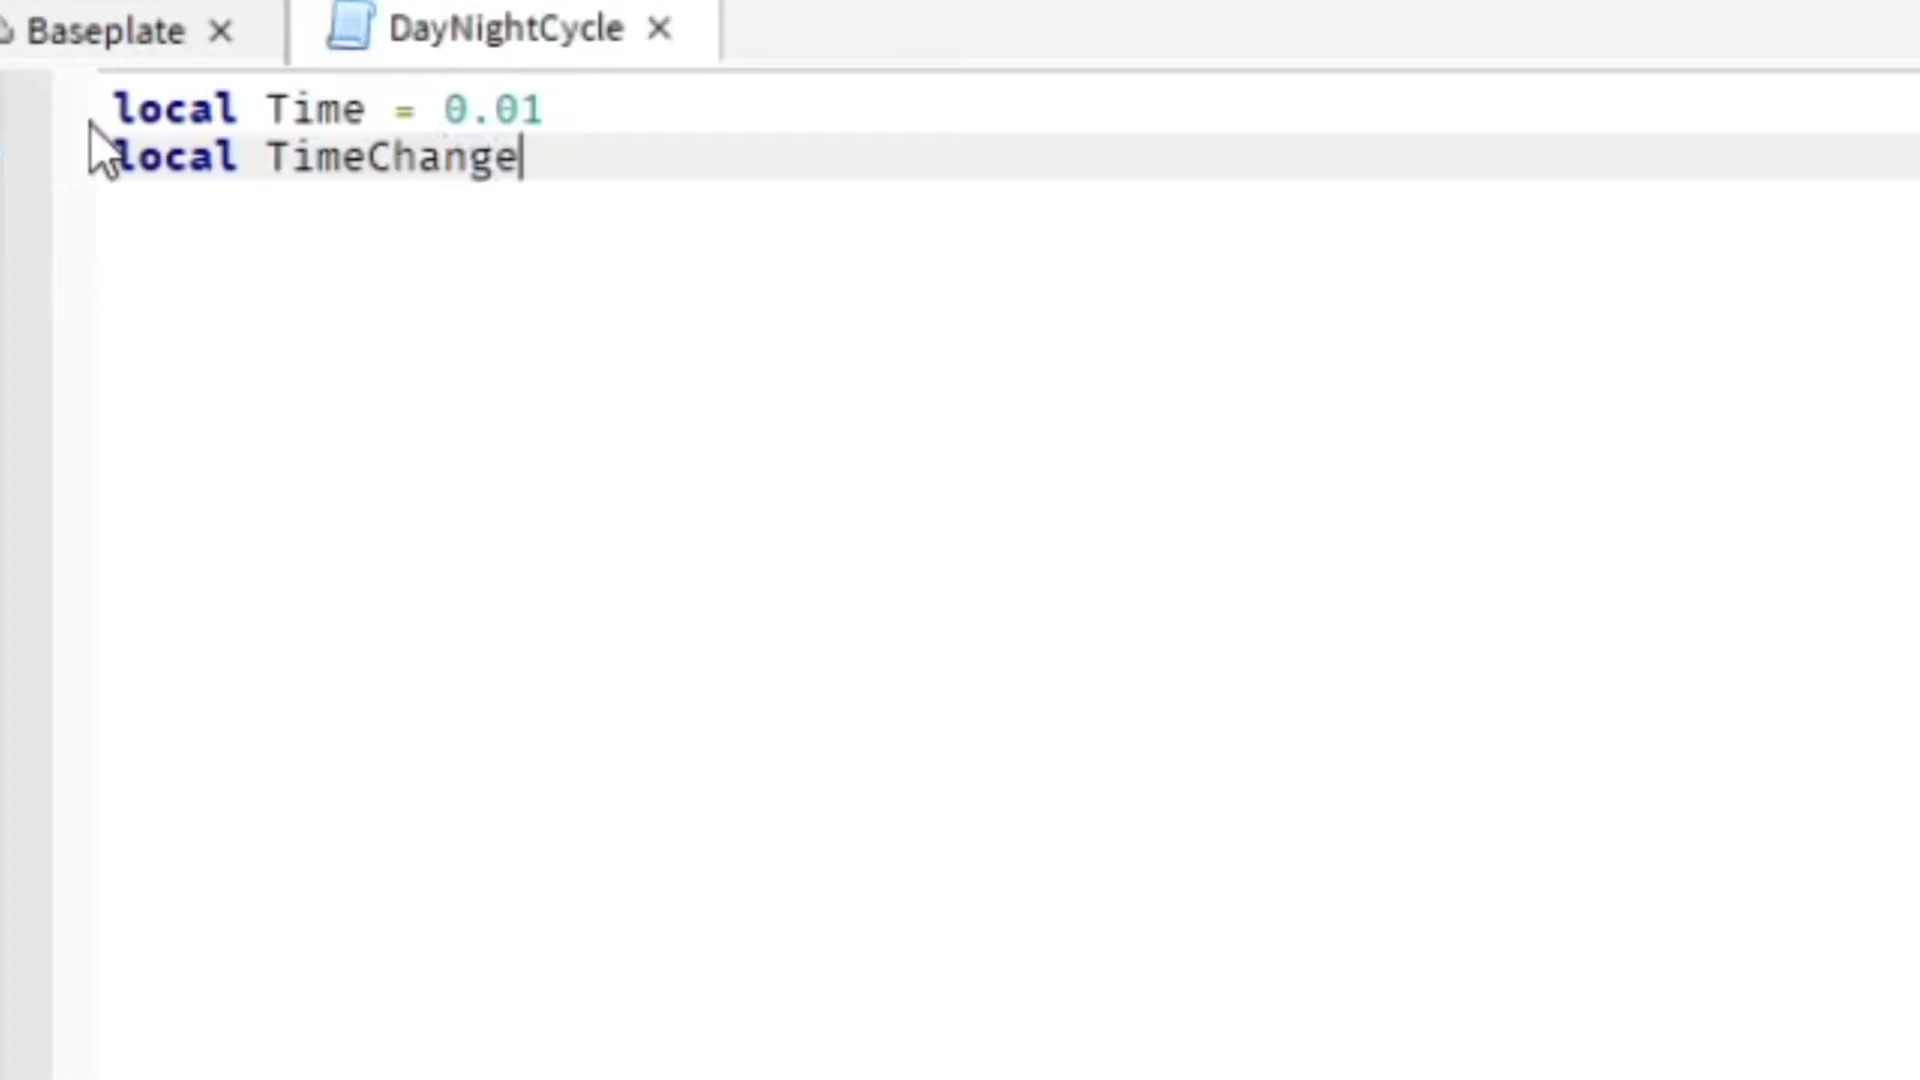 Baseplate × DayNightCycle ×
local Time = 0.01
local TimeChange